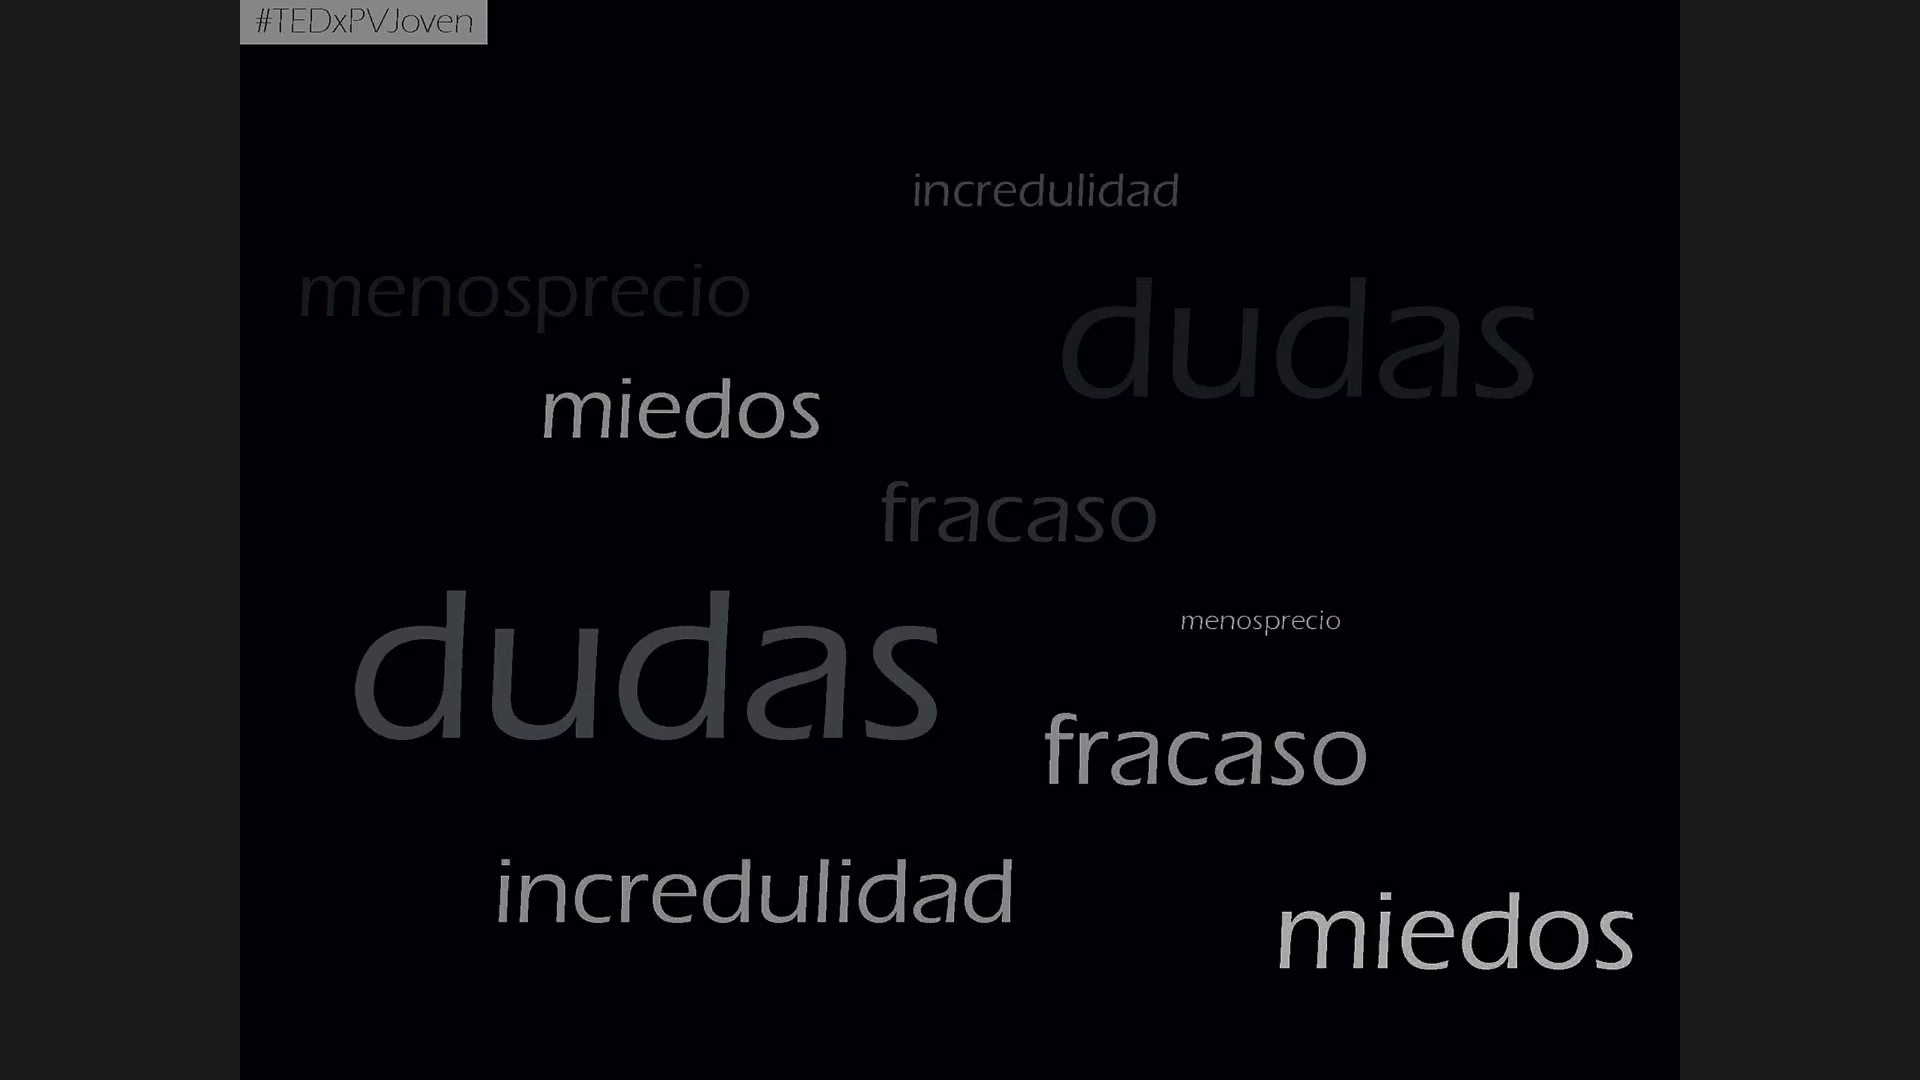 #TEDxPVJoven
incredulidad
menosprecio
dudas
miedos
fracaso
dudas
menosprecio
fracaso
incredulidad
miedos